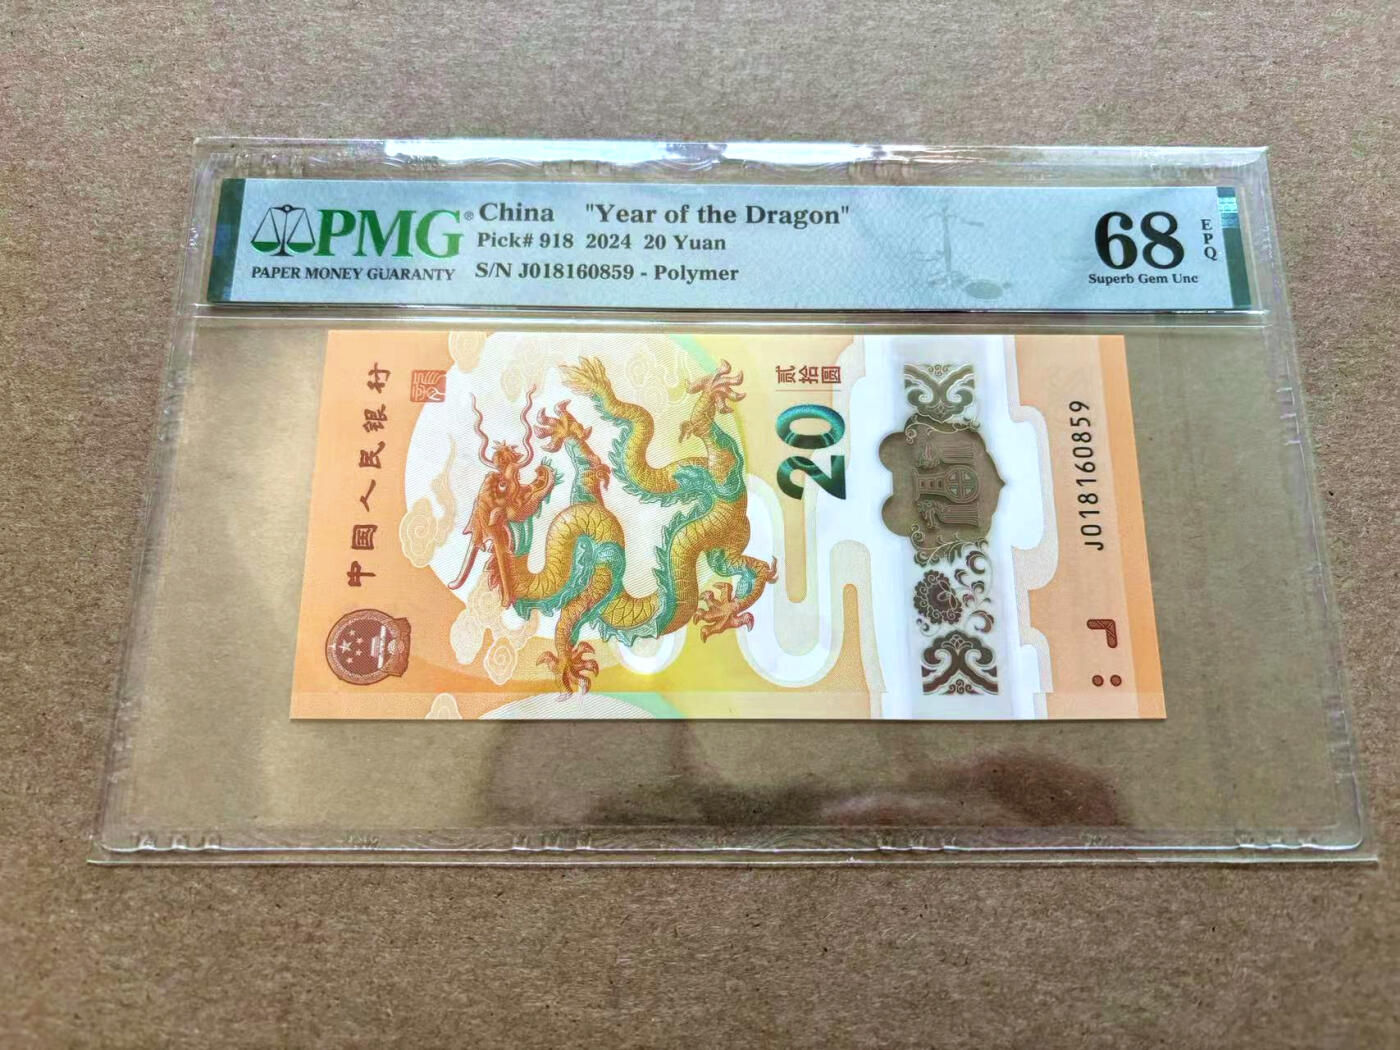 PMG® China "Year of the Dragon"
Pick# 918 2024 20 Yuan
PAPER MONEY GUARANTY S/N J018160859 - Polymer
68
EPQ
Superb Gem Unc
中国人民银行
贰拾圆
20
J018160859